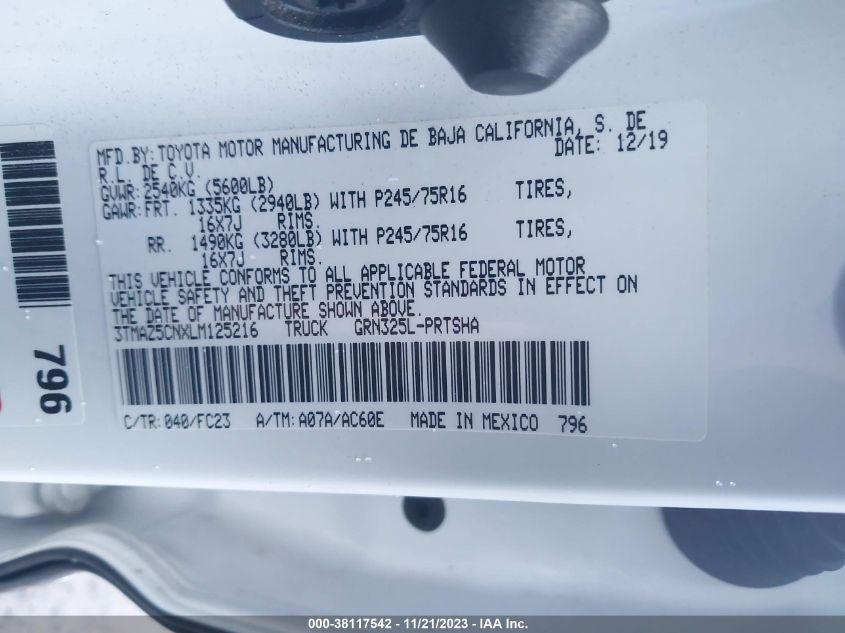 MFD.BY:TOYOTA MOTOR MANUFACTURING DE BAJA CALIFORNIA, S. DE
R.L. DE C.V. DATE: 12/19
GVWR:2540KG (5600LB)
GAWR:FRT. 1335KG (2940LB) WITH P245/75R16 TIRES,
16X7J RIMS.
RR. 1490KG (3280LB) WITH P245/75R16 TIRES,
16X7J RIMS.
THIS VEHICLE CONFORMS TO ALL APPLICABLE FEDERAL MOTOR
VEHICLE SAFETY AND THEFT PREVENTION STANDARDS IN EFFECT ON
THE DATE OF MANUFACTURE SHOWN ABOVE.
3TMAZ5CNXLM125216 TRUCK GRN325L-PRTSHA
C/TR:040/FC23 A/TM:A07A/AC60E MADE IN MEXICO 796
796
000-38117542 - 11/21/2023 - IAA Inc.